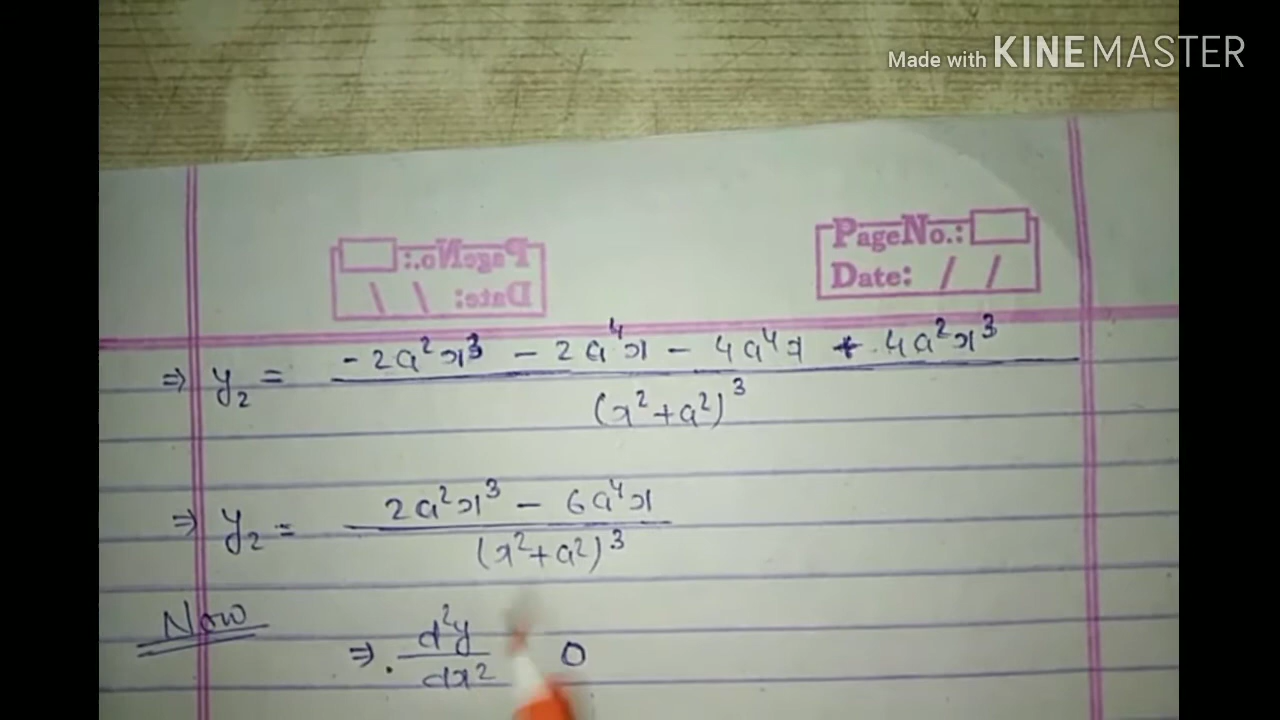 Made with KINEMASTER
PageNo.:
Date: / /
⇒ y₂ = (-2a²x³ - 2a⁴x - 4a⁴x + 4a²x³) / (x²+a²)³
⇒ y₂ = (2a²x³ - 6a⁴x) / (x²+a²)³
Now ⇒ d²y/dx² 0